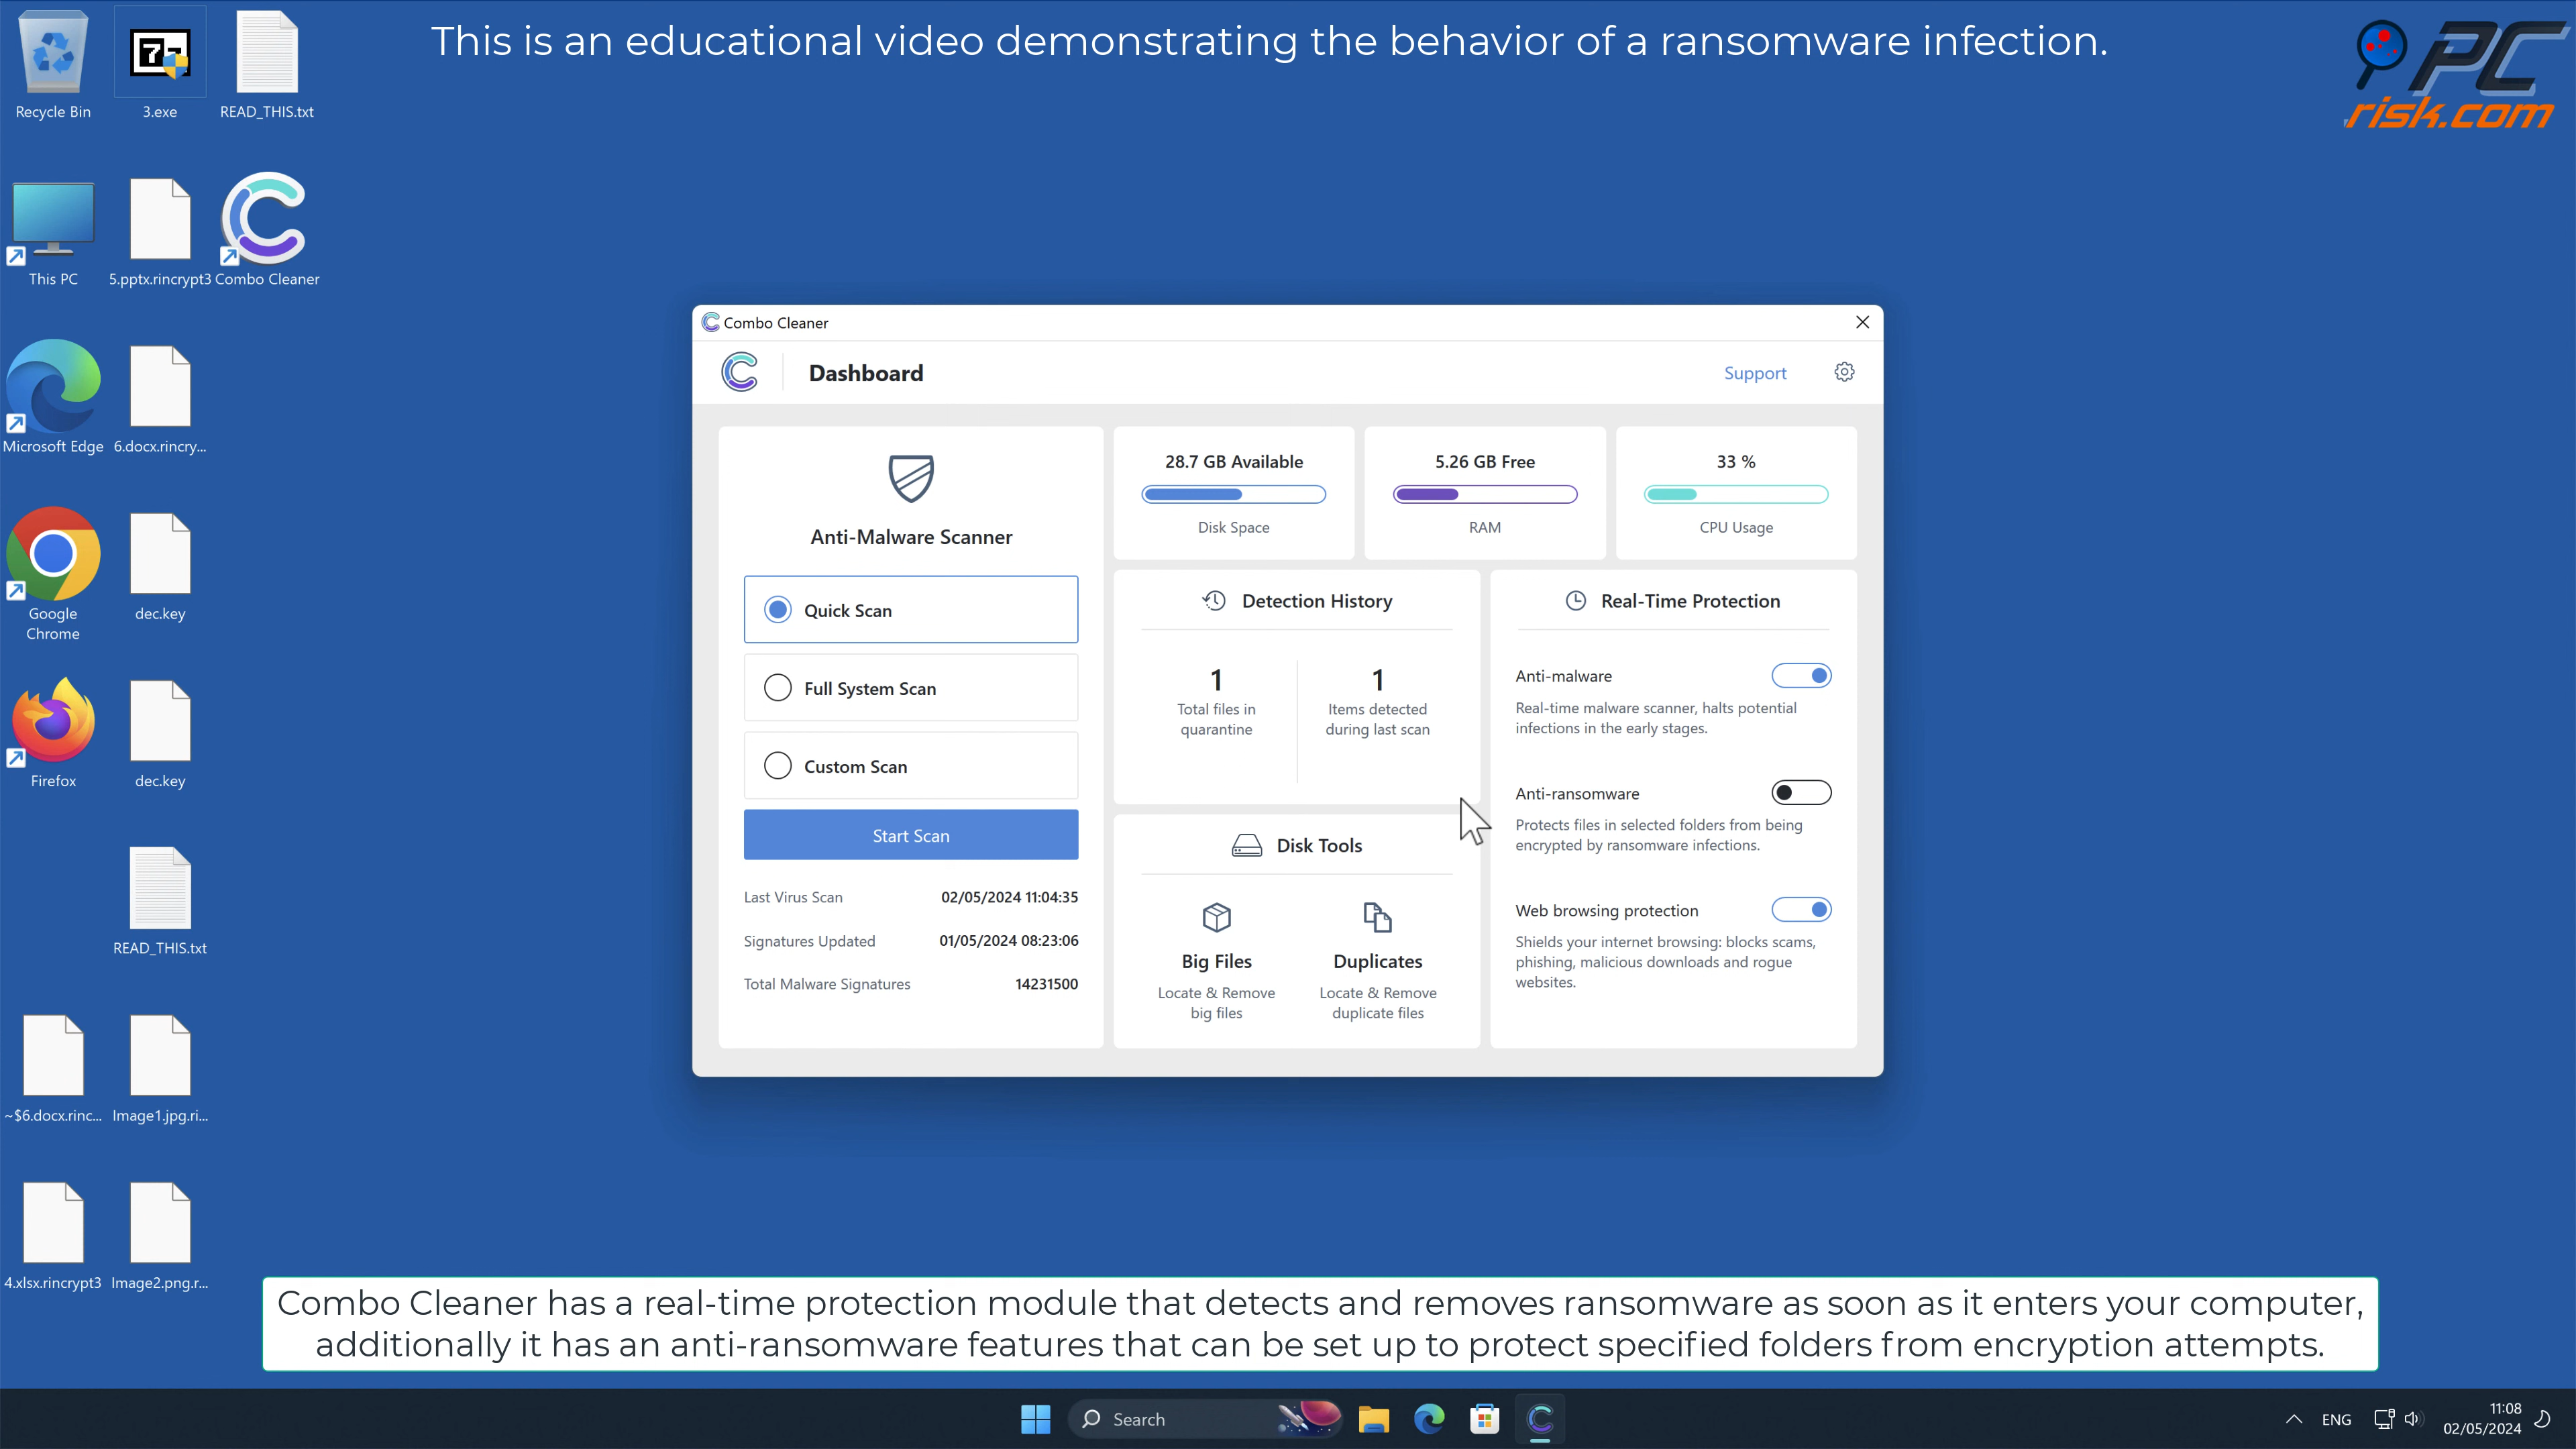 This is an educational video demonstrating the behavior of a ransomware infection.
PC
risk.com
Recycle Bin
3.exe
READ_THIS.txt
This PC
5.pptx.rincrypt3
Combo Cleaner
Microsoft Edge
6.docx.rincry...
Google
Chrome
dec.key
Firefox
dec.key
READ_THIS.txt
~$6.docx.rinc...
Image1.jpg.ri...
4.xlsx.rincrypt3
Image2.png.r...
Combo Cleaner
Dashboard
Support
Anti-Malware Scanner
Quick Scan
Full System Scan
Custom Scan
Start Scan
Last Virus Scan 02/05/2024 11:04:35
Signatures Updated 01/05/2024 08:23:06
Total Malware Signatures 14231500
28.7 GB Available
Disk Space
5.26 GB Free
RAM
33 %
CPU Usage
Detection History
1
Total files in
quarantine
1
Items detected
during last scan
Disk Tools
Big Files
Locate & Remove
big files
Duplicates
Locate & Remove
duplicate files
Real-Time Protection
Anti-malware
Real-time malware scanner, halts potential
infections in the early stages.
Anti-ransomware
Protects files in selected folders from being
encrypted by ransomware infections.
Web browsing protection
Shields your internet browsing: blocks scams,
phishing, malicious downloads and rogue
websites.
Combo Cleaner has a real-time protection module that detects and removes ransomware as soon as it enters your computer,
additionally it has an anti-ransomware features that can be set up to protect specified folders from encryption attempts.
Search
ENG
11:08
02/05/2024